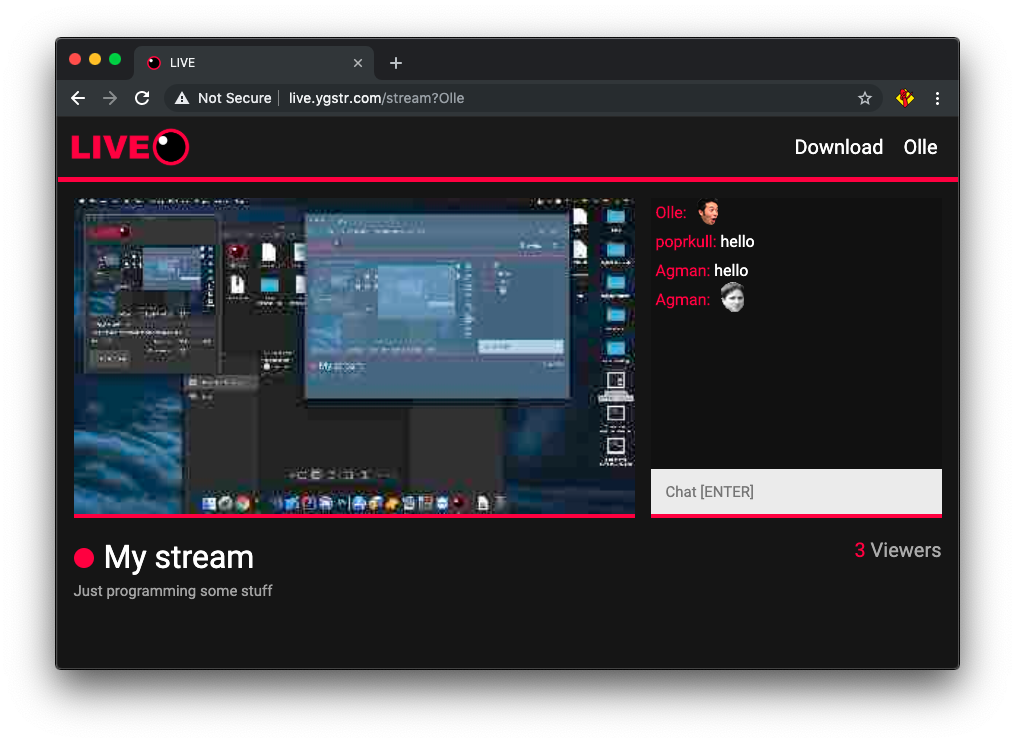 LIVE
Not Secure live.ygstr.com/stream?Olle
LIVE
Download Olle
Olle:
poprkull: hello
Agman: hello
Agman:
Chat [ENTER]
My stream
3 Viewers
Just programming some stuff